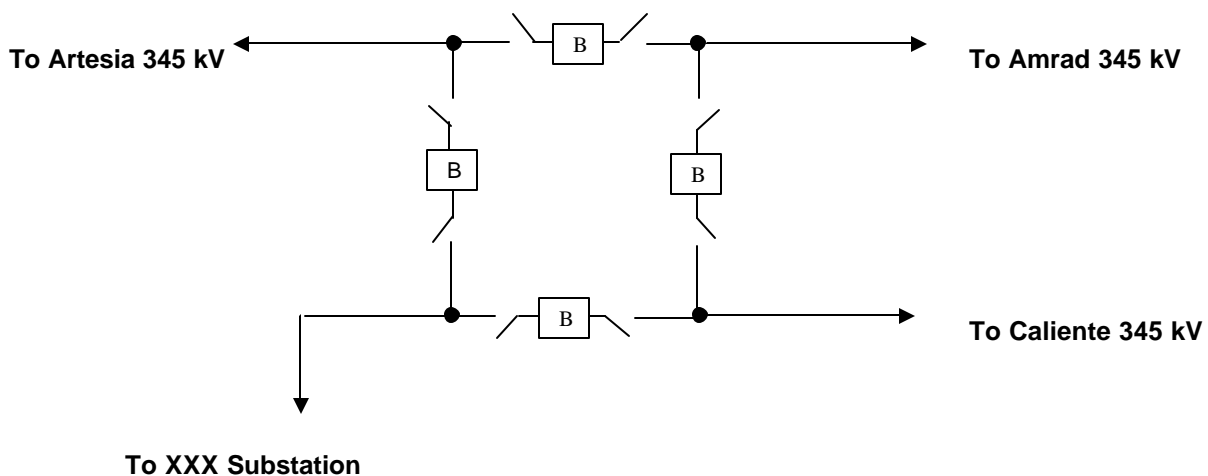 B
To Artesia 345 kV
To Amrad 345 kV
B
B
B
To Caliente 345 kV
To XXX Substation